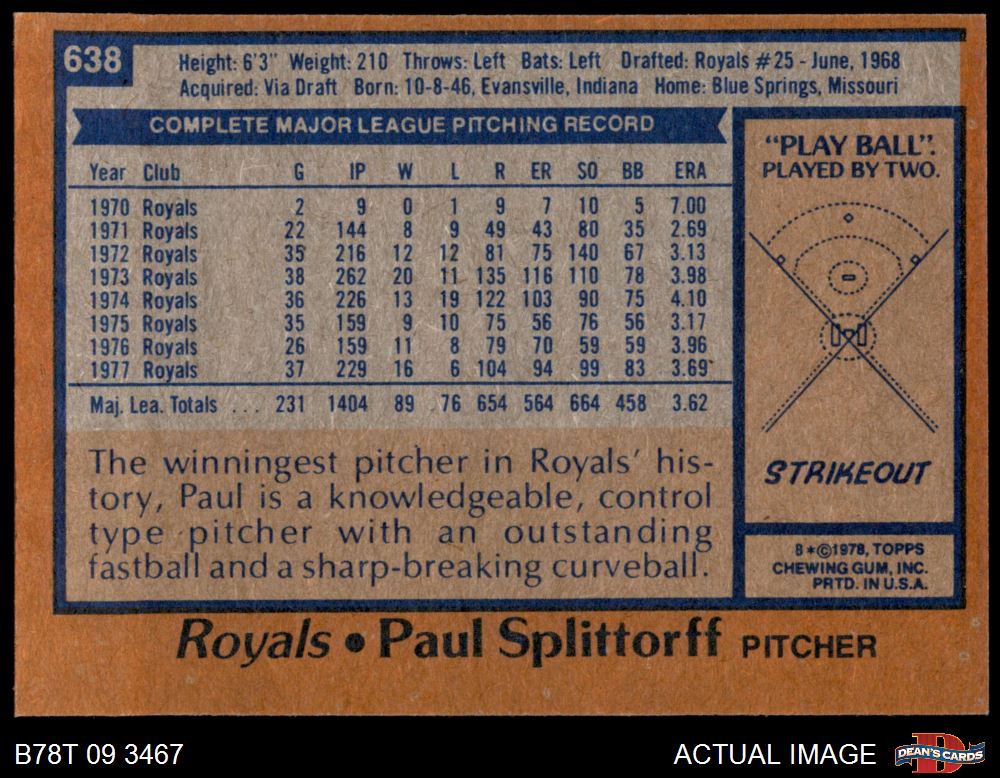 638
Height: 6'3" Weight: 210 Throws: Left Bats: Left Drafted: Royals #25 - June, 1968
Acquired: Via Draft Born: 10-8-46, Evansville, Indiana Home: Blue Springs, Missouri
COMPLETE MAJOR LEAGUE PITCHING RECORD
Year Club G IP W L R ER SO BB ERA
1970 Royals 2 9 0 1 9 7 10 5 7.00
1971 Royals 22 144 8 9 49 43 80 35 2.69
1972 Royals 35 216 12 12 81 75 140 67 3.13
1973 Royals 38 262 20 11 135 116 110 78 3.98
1974 Royals 36 226 13 19 122 103 90 75 4.10
1975 Royals 35 159 9 10 75 56 76 56 3.17
1976 Royals 26 159 11 8 79 70 59 59 3.96
1977 Royals 37 229 16 6 104 94 99 83 3.69
Maj. Lea. Totals ... 231 1404 89 76 654 564 664 458 3.62
The winningest pitcher in Royals' his-
tory, Paul is a knowledgeable, control
type pitcher with an outstanding
fastball and a sharp-breaking curveball.
"PLAY BALL":
PLAYED BY TWO.
STRIKEOUT
8*©1978, TOPPS
CHEWING GUM, INC.
PRTD. IN U.S.A.
Royals • Paul Splittorff PITCHER
B78T 09 3467
ACTUAL IMAGE
D
DEAN'S CARDS